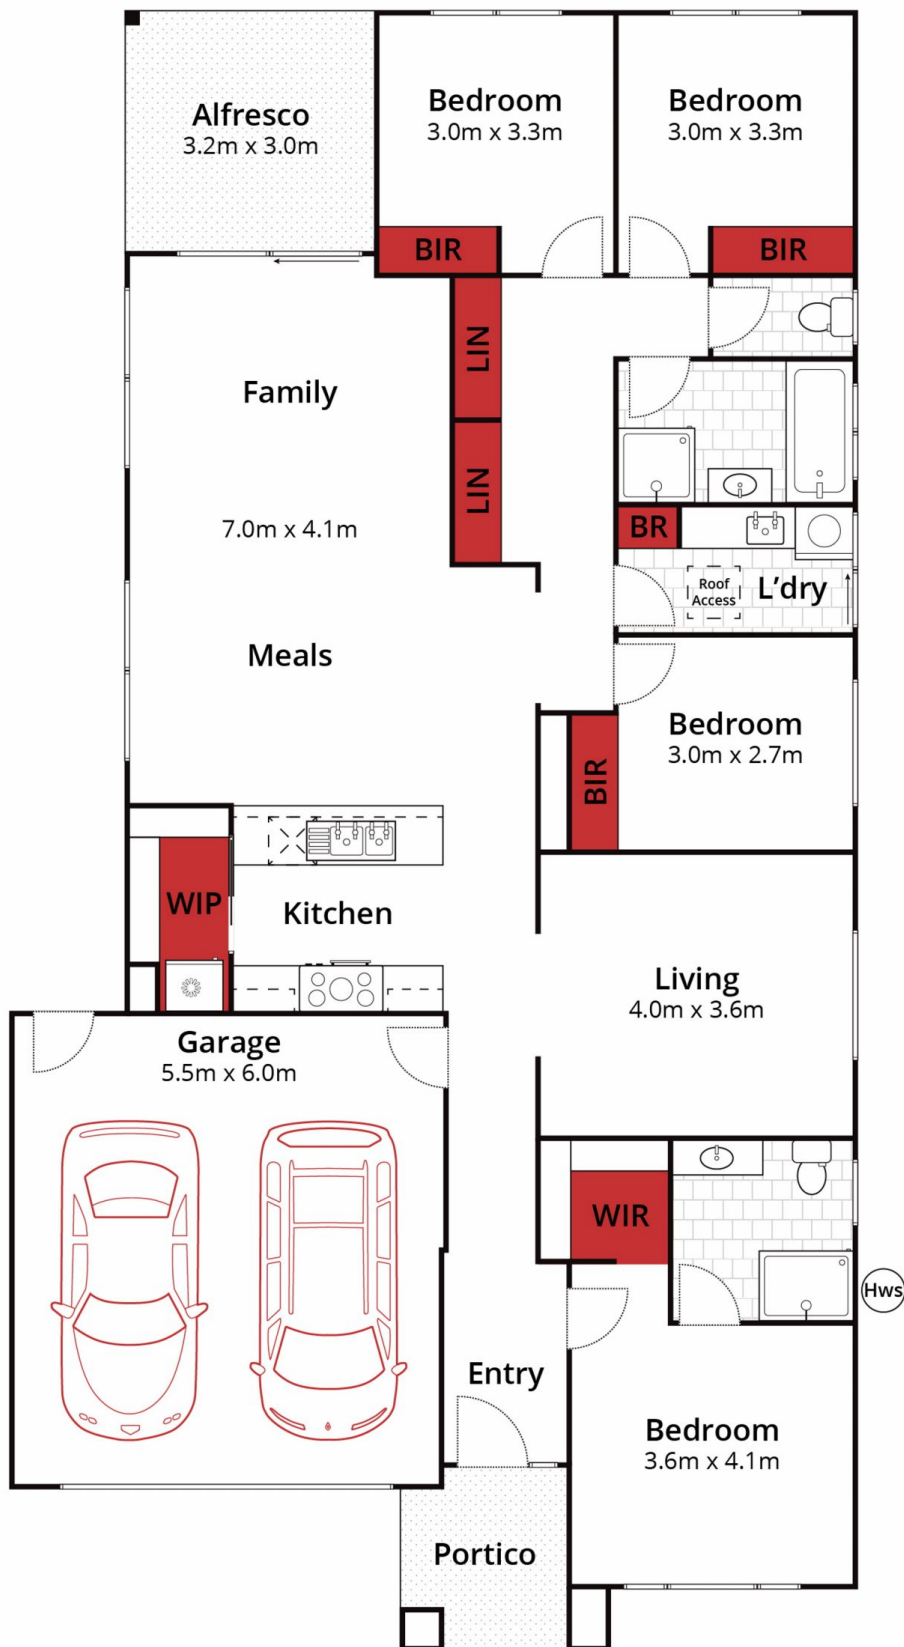 Alfresco
3.2m x 3.0m
Bedroom
3.0m x 3.3m
Bedroom
3.0m x 3.3m
BIR
BIR
LIN
Family
LIN
7.0m x 4.1m
BR
Roof
Access
L'dry
Meals
Bedroom
3.0m x 2.7m
BIR
WIP
Kitchen
Living
4.0m x 3.6m
Garage
5.5m x 6.0m
WIR
Hws
Entry
Bedroom
3.6m x 4.1m
Portico